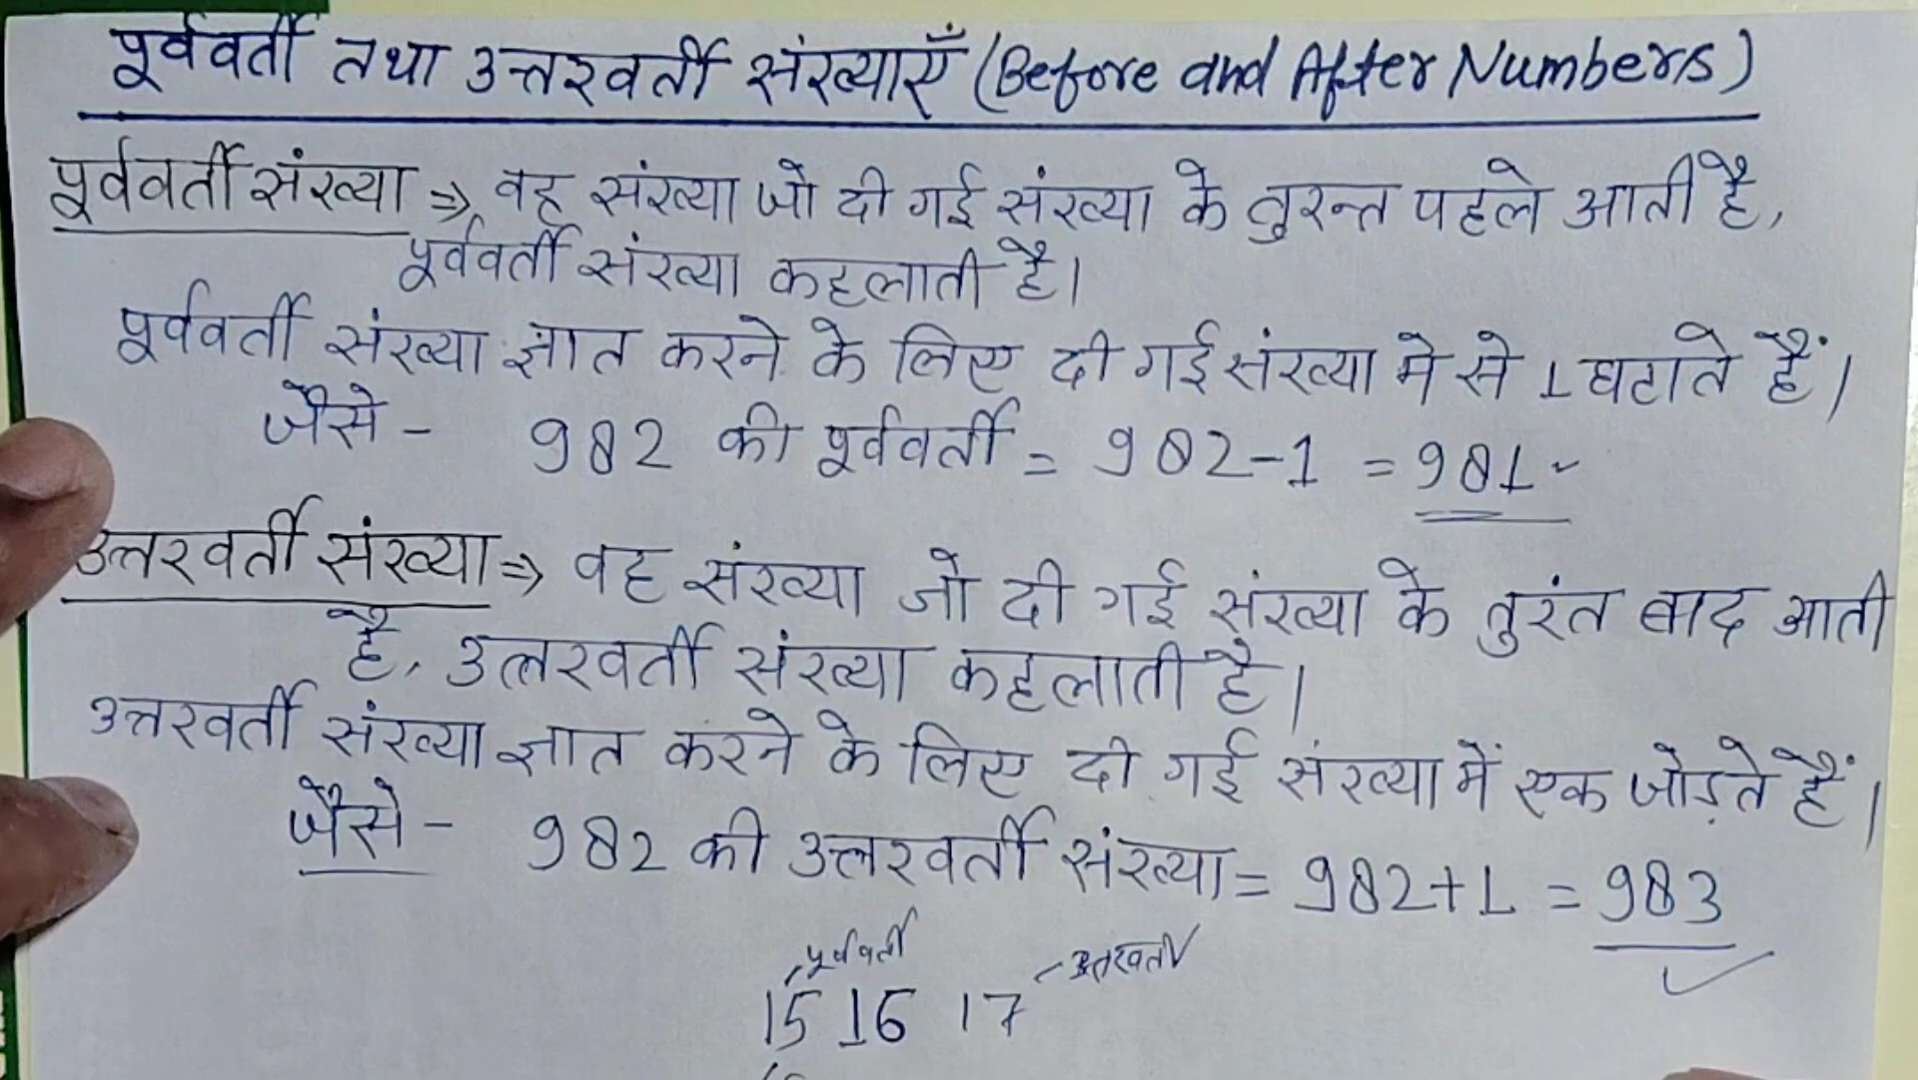 पूर्ववर्ती तथा उत्तरवर्ती संख्याएँ (Before and After Numbers)
पूर्ववर्ती संख्या ⇒ वह संख्या जो दी गई संख्या के तुरन्त पहले आती है,
पूर्ववर्ती संख्या कहलाती है।
पूर्ववर्ती संख्या ज्ञात करने के लिए दी गई संख्या मे से 1 घटाते हैं।
जैसे - 982 की पूर्ववर्ती = 982-1 = 981
उत्तरवर्ती संख्या ⇒ वह संख्या जो दी गई संख्या के तुरंत बाद आती
है, उत्तरवर्ती संख्या कहलाती है।
उत्तरवर्ती संख्या ज्ञात करने के लिए दी गई संख्या में एक जोड़ते हैं।
जैसे - 982 की उत्तरवर्ती संख्या = 982+1 = 983
पूर्ववर्ती उत्तरवर्ती
15 16 17